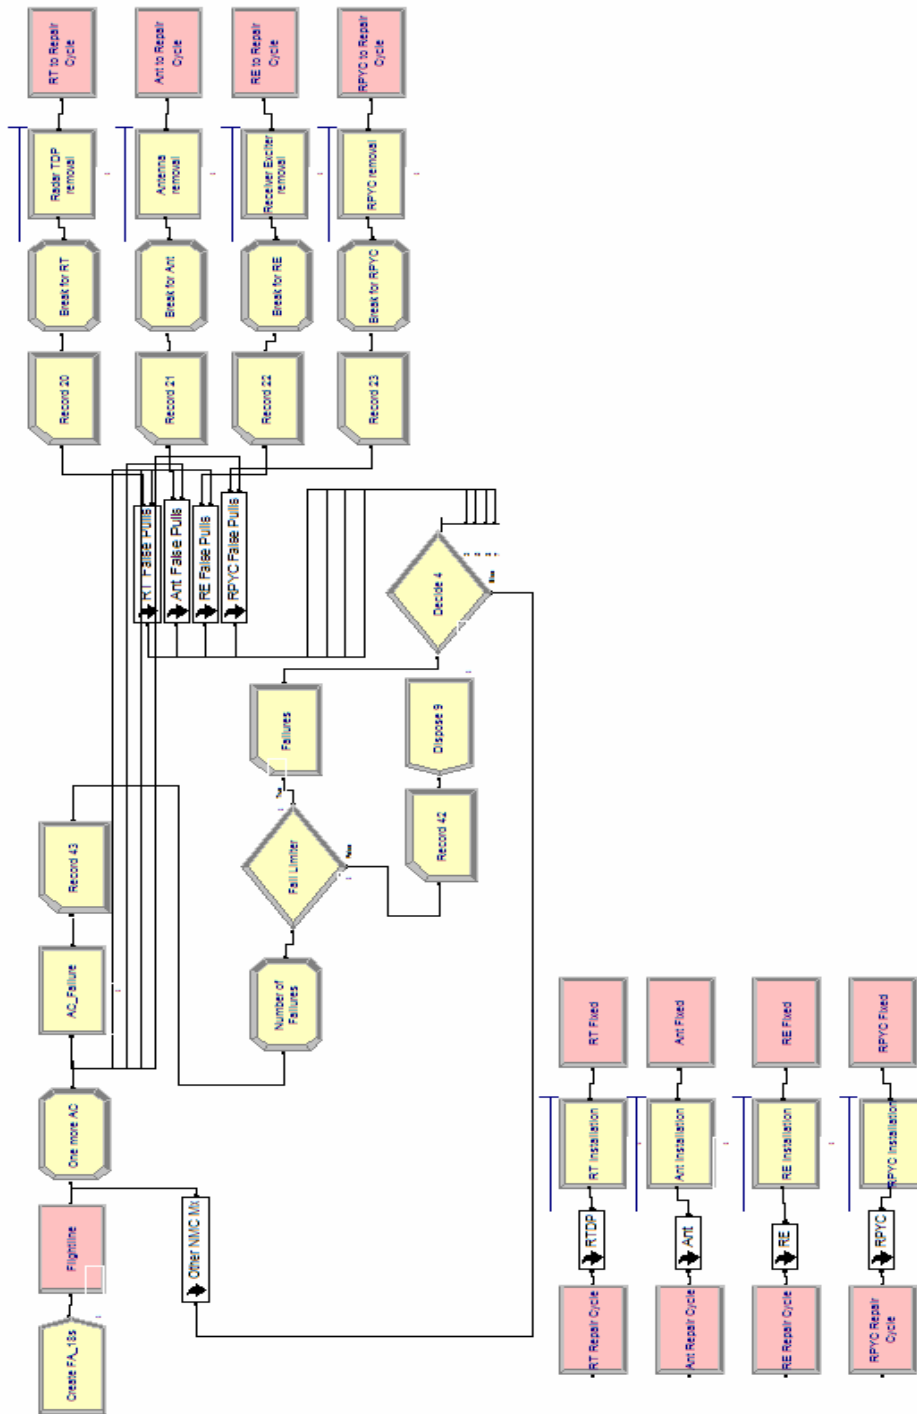 Create FA_18s
Flightline
One more AC
AC_Failure
Record 43
Other NMC Mx
Number of
Failures
Fail Limiter
True
False
Failures
Record 42
Dispose 9
Decide 4
Else
RT False Pulls
Ant False Pulls
RE False Pulls
RPYC False Pulls
Record 20
Break for RT
Radar TDP
removal
RT to Repair
Cycle
Record 21
Break for Ant
Antenna
removal
Ant to Repair
Cycle
Record 22
Break for RE
Receiver Exciter
removal
RE to Repair
Cycle
Record 23
Break for RPYC
RPYC removal
RPYC to Repair
Cycle
RT Repair Cycle
RTDP
RT Installation
RT Fixed
Ant Repair Cycle
Ant
Ant Installation
Ant Fixed
RE Repair Cycle
RE
RE Installation
RE Fixed
RPYC Repair
Cycle
RPYC
RPYC Installation
RPYC Fixed